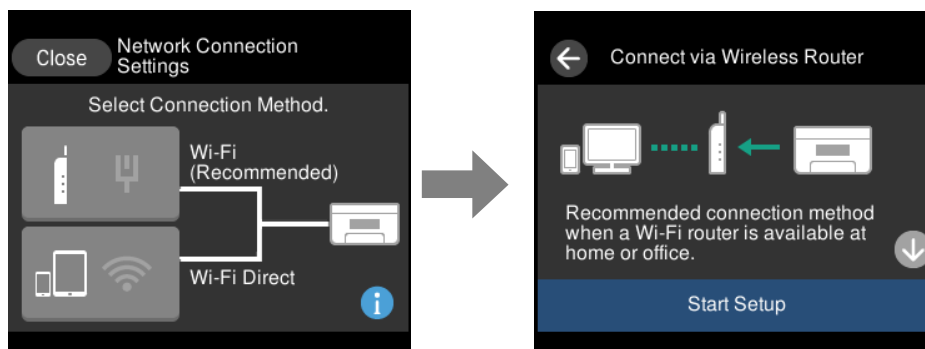 Close
Network Connection
Settings
Select Connection Method.
Wi-Fi
(Recommended)
Wi-Fi Direct
i
Connect via Wireless Router
Recommended connection method
when a Wi-Fi router is available at
home or office.
Start Setup